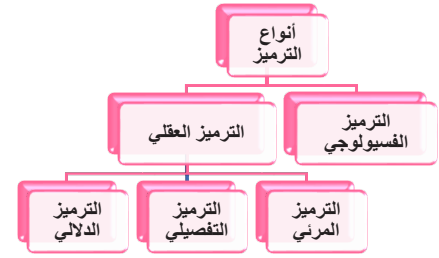 أنواع
الترميز
الترميز
الفسيولوجي
الترميز العقلي
الترميز
المرئي
الترميز
التفصيلي
الترميز
الدلالي